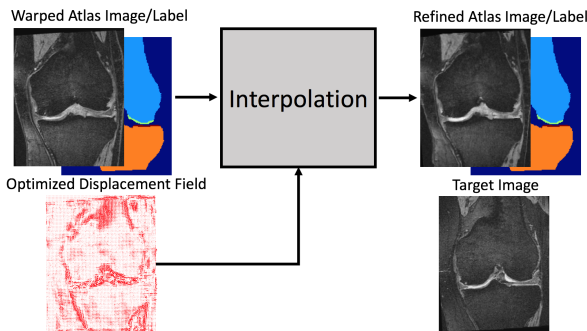 Warped Atlas Image/Label
Interpolation
Refined Atlas Image/Label
Optimized Displacement Field
Target Image